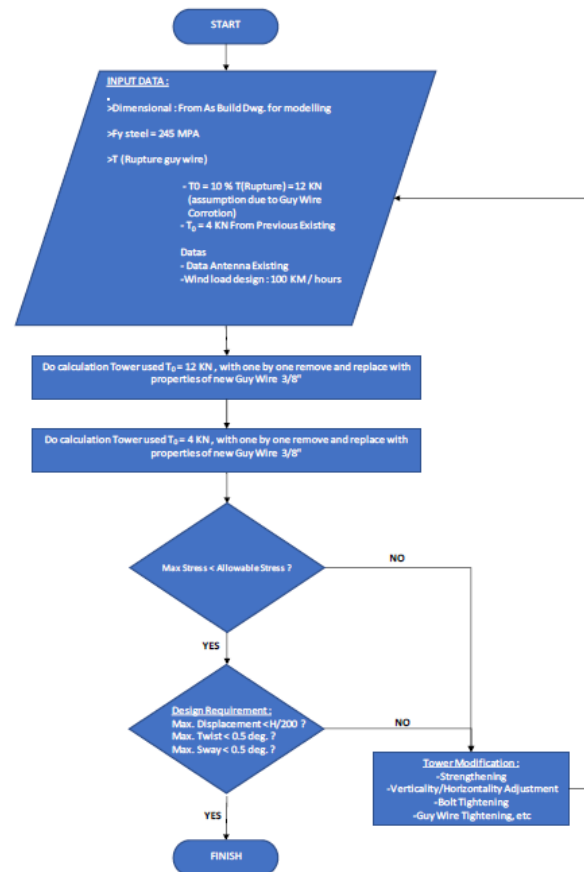 START
INPUT DATA :
>Dimensional : From As Build Dwg. for modelling
>Fy steel = 245 MPA
>T (Rupture guy wire)
- T0 = 10 % T(Rupture) = 12 KN
(assumption due to Guy Wire
Corrotion)
- T₀ = 4 KN From Previous Existing
Datas
- Data Antenna Existing
-Wind load design : 100 KM / hours
Do calculation Tower used T₀ = 12 KN , with one by one remove and replace with
properties of new Guy Wire 3/8"
Do calculation Tower used T₀ = 4 KN , with one by one remove and replace with
properties of new Guy Wire 3/8"
Max Stress < Allowable Stress ?
NO
YES
Design Requirement :
Max. Displacement < H/200 ?
Max. Twist < 0.5 deg. ?
Max. Sway < 0.5 deg. ?
NO
Tower Modification :
-Strengthening
-Verticality/Horizontality Adjustment
-Bolt Tightening
-Guy Wire Tightening, etc
YES
FINISH